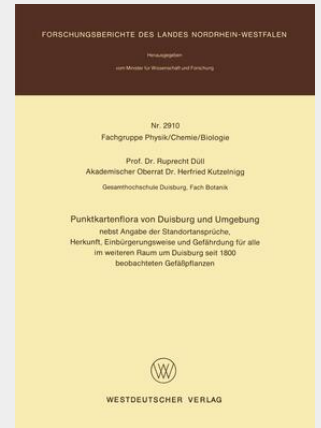 FORSCHUNGSBERICHTE DES LANDES NORDRHEIN-WESTFALEN
Herausgegeben
vom Minister für Wissenschaft und Forschung
Nr. 2910
Fachgruppe Physik/Chemie/Biologie
Prof. Dr. Ruprecht Düll
Akademischer Oberrat Dr. Herfried Kutzelnigg
Gesamthochschule Duisburg, Fach Botanik
Punktkartenflora von Duisburg und Umgebung
nebst Angabe der Standortansprüche,
Herkunft, Einbürgerungsweise und Gefährdung für alle
im weiteren Raum um Duisburg seit 1800
beobachteten Gefäßpflanzen
WESTDEUTSCHER VERLAG